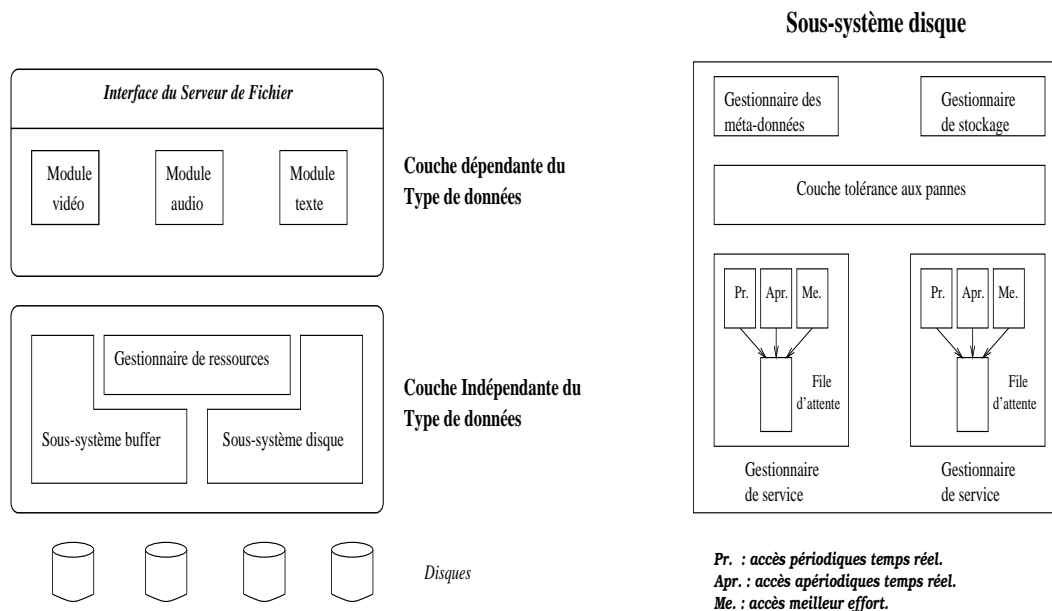 Interface du Serveur de Fichier
Module
vidéo
Module
audio
Module
texte
Couche dépendante du
Type de données
Gestionnaire de ressources
Sous-système buffer
Sous-système disque
Couche Indépendante du
Type de données
Disques
Sous-système disque
Gestionnaire des
méta-données
Gestionnaire
de stockage
Couche tolérance aux pannes
Pr.
Apr.
Me.
File
d'attente
Gestionnaire
de service
Pr.
Apr.
Me.
File
d'attente
Gestionnaire
de service
Pr. : accès périodiques temps réel.
Apr. : accès apériodiques temps réel.
Me. : accès meilleur effort.